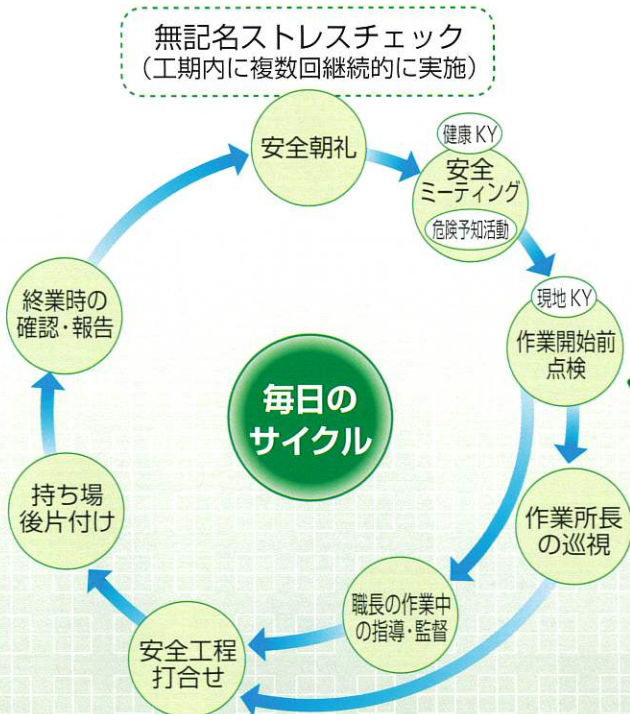 無記名ストレスチェック
（工期内に複数回継続的に実施）
安全朝礼
健康KY
安全
ミーティング
危険予知活動
現地KY
作業開始前
点検
作業所長
の巡視
職長の作業中
の指導・監督
安全工程
打合せ
持ち場
後片付け
終業時の
確認・報告
毎日の
サイクル